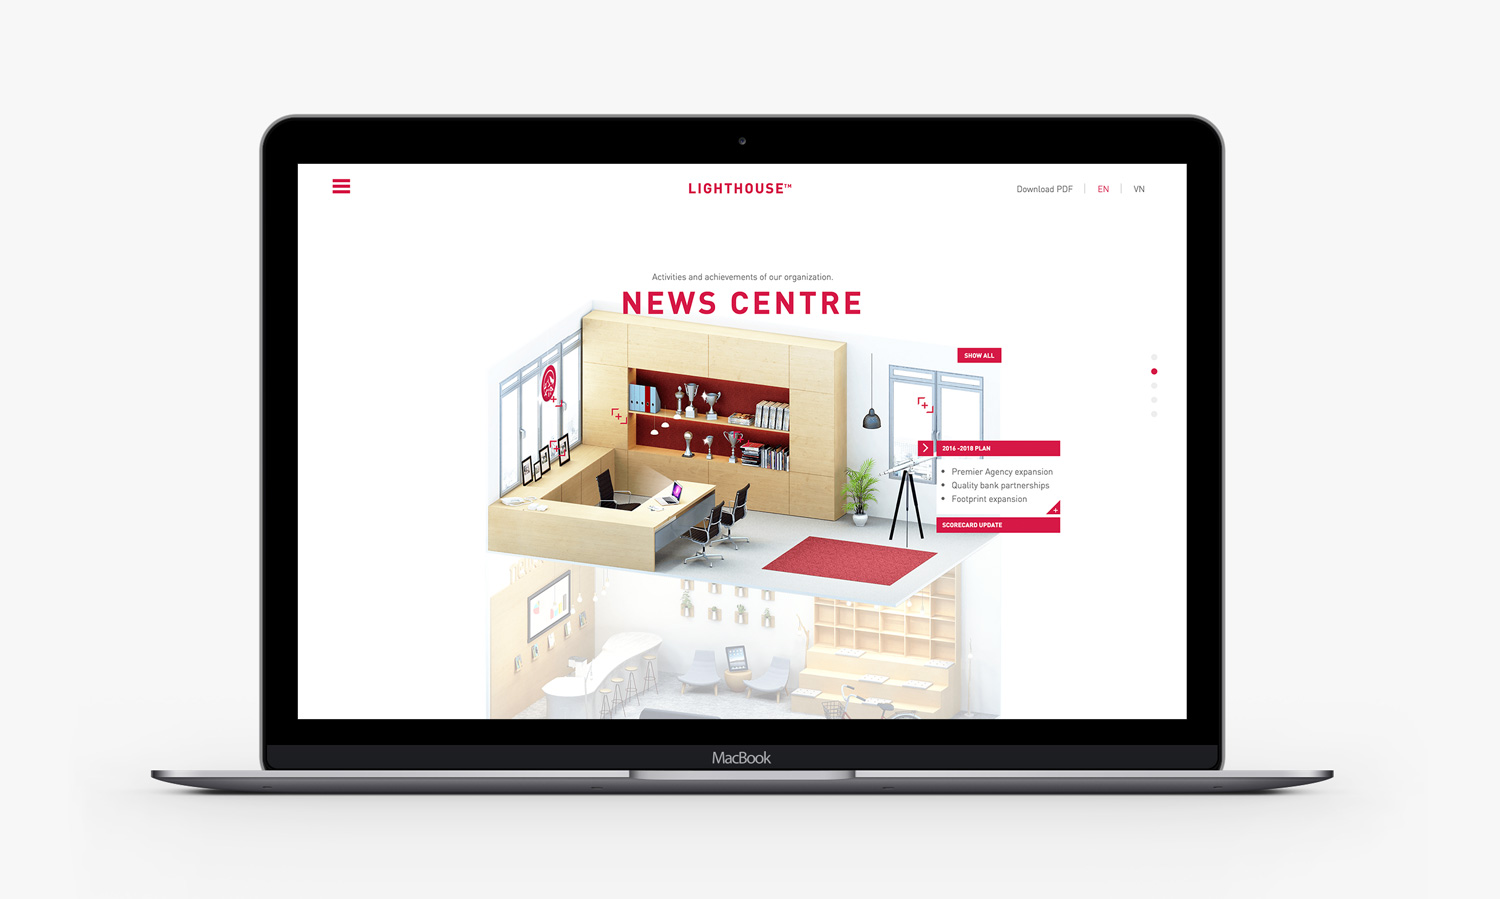 LIGHTHOUSE™
Download PDF | EN | VN
Activities and achievements of our organization.
NEWS CENTRE
SHOW ALL
2016 -2018 PLAN
• Premier Agency expansion
• Quality bank partnerships
• Footprint expansion
SCORECARD UPDATE
MacBook